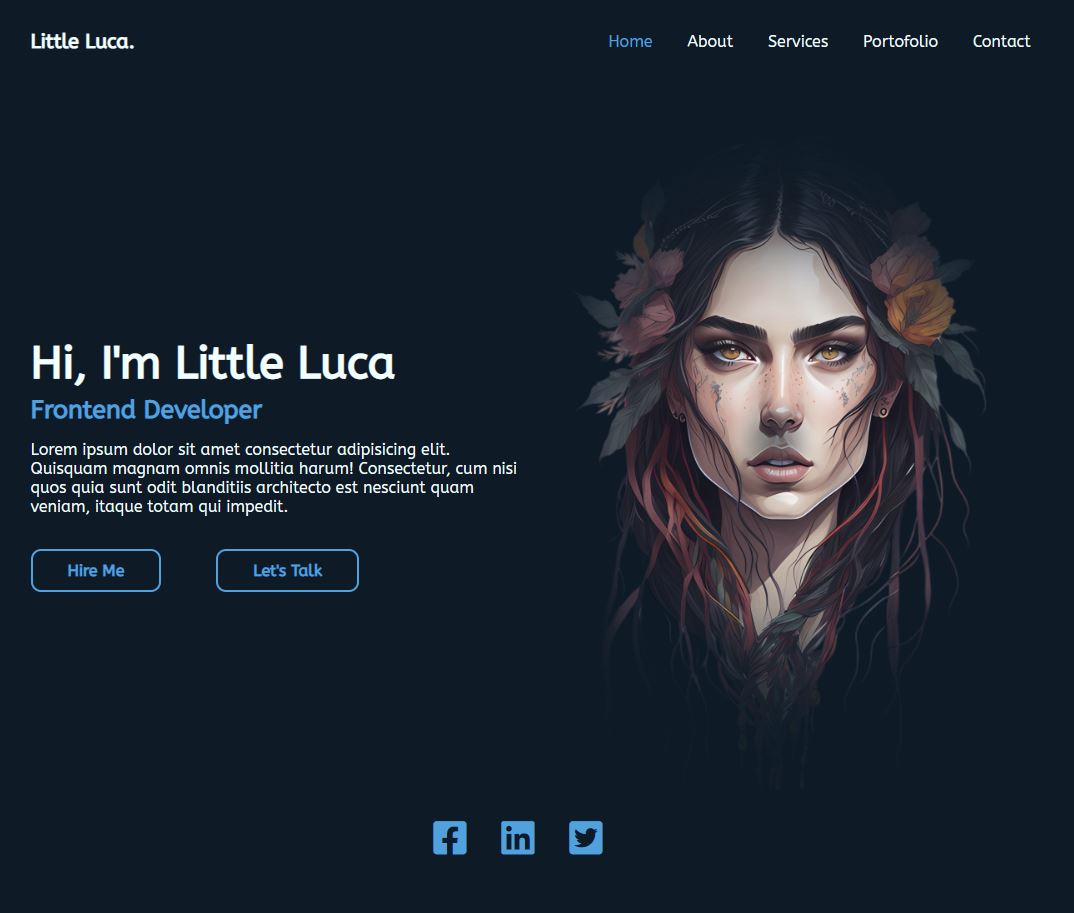 Little Luca.
Home About Services Portofolio Contact
Hi, I'm Little Luca
Frontend Developer
Lorem ipsum dolor sit amet consectetur adipisicing elit.
Quisquam magnam omnis mollitia harum! Consectetur, cum nisi
quos quia sunt odit blanditiis architecto est nesciunt quam
veniam, itaque totam qui impedit.
Hire Me
Let's Talk